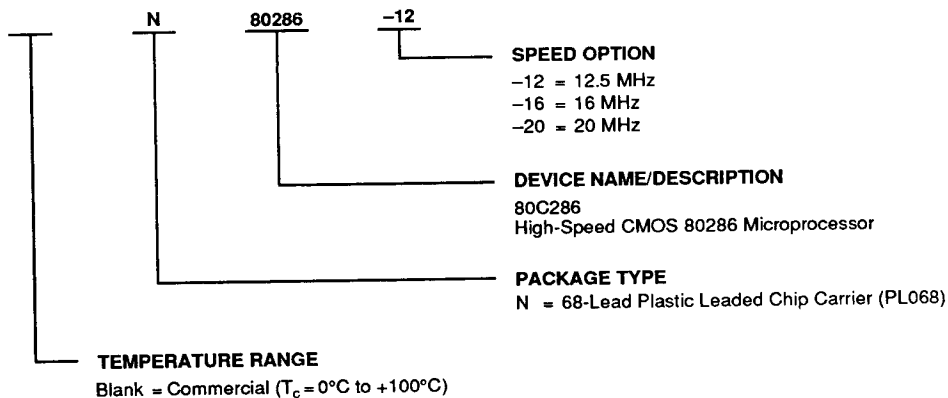 N 80286 –12
SPEED OPTION
–12 = 12.5 MHz
–16 = 16 MHz
–20 = 20 MHz
DEVICE NAME/DESCRIPTION
80C286
High-Speed CMOS 80286 Microprocessor
PACKAGE TYPE
N = 68-Lead Plastic Leaded Chip Carrier (PL068)
TEMPERATURE RANGE
Blank = Commercial (Tc = 0°C to +100°C)